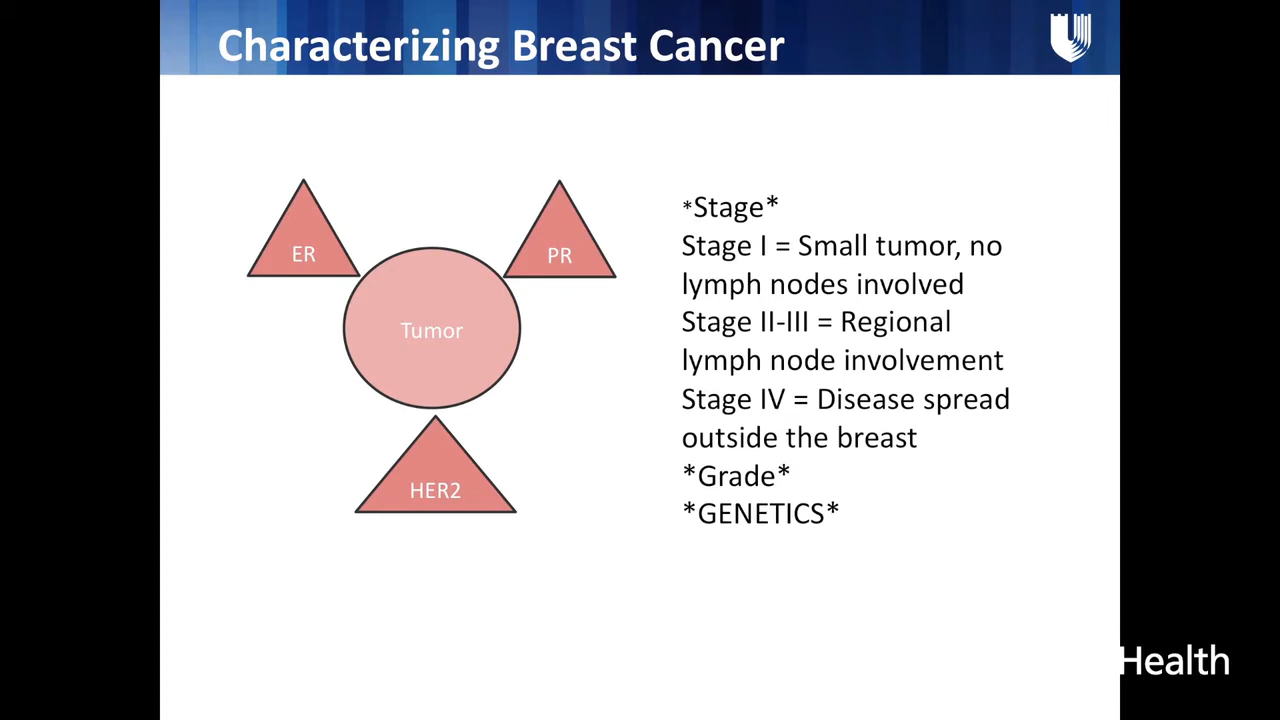 Characterizing Breast Cancer
ER
PR
Tumor
HER2
*Stage*
Stage I = Small tumor, no
lymph nodes involved
Stage II-III = Regional
lymph node involvement
Stage IV = Disease spread
outside the breast
*Grade*
*GENETICS*
Health